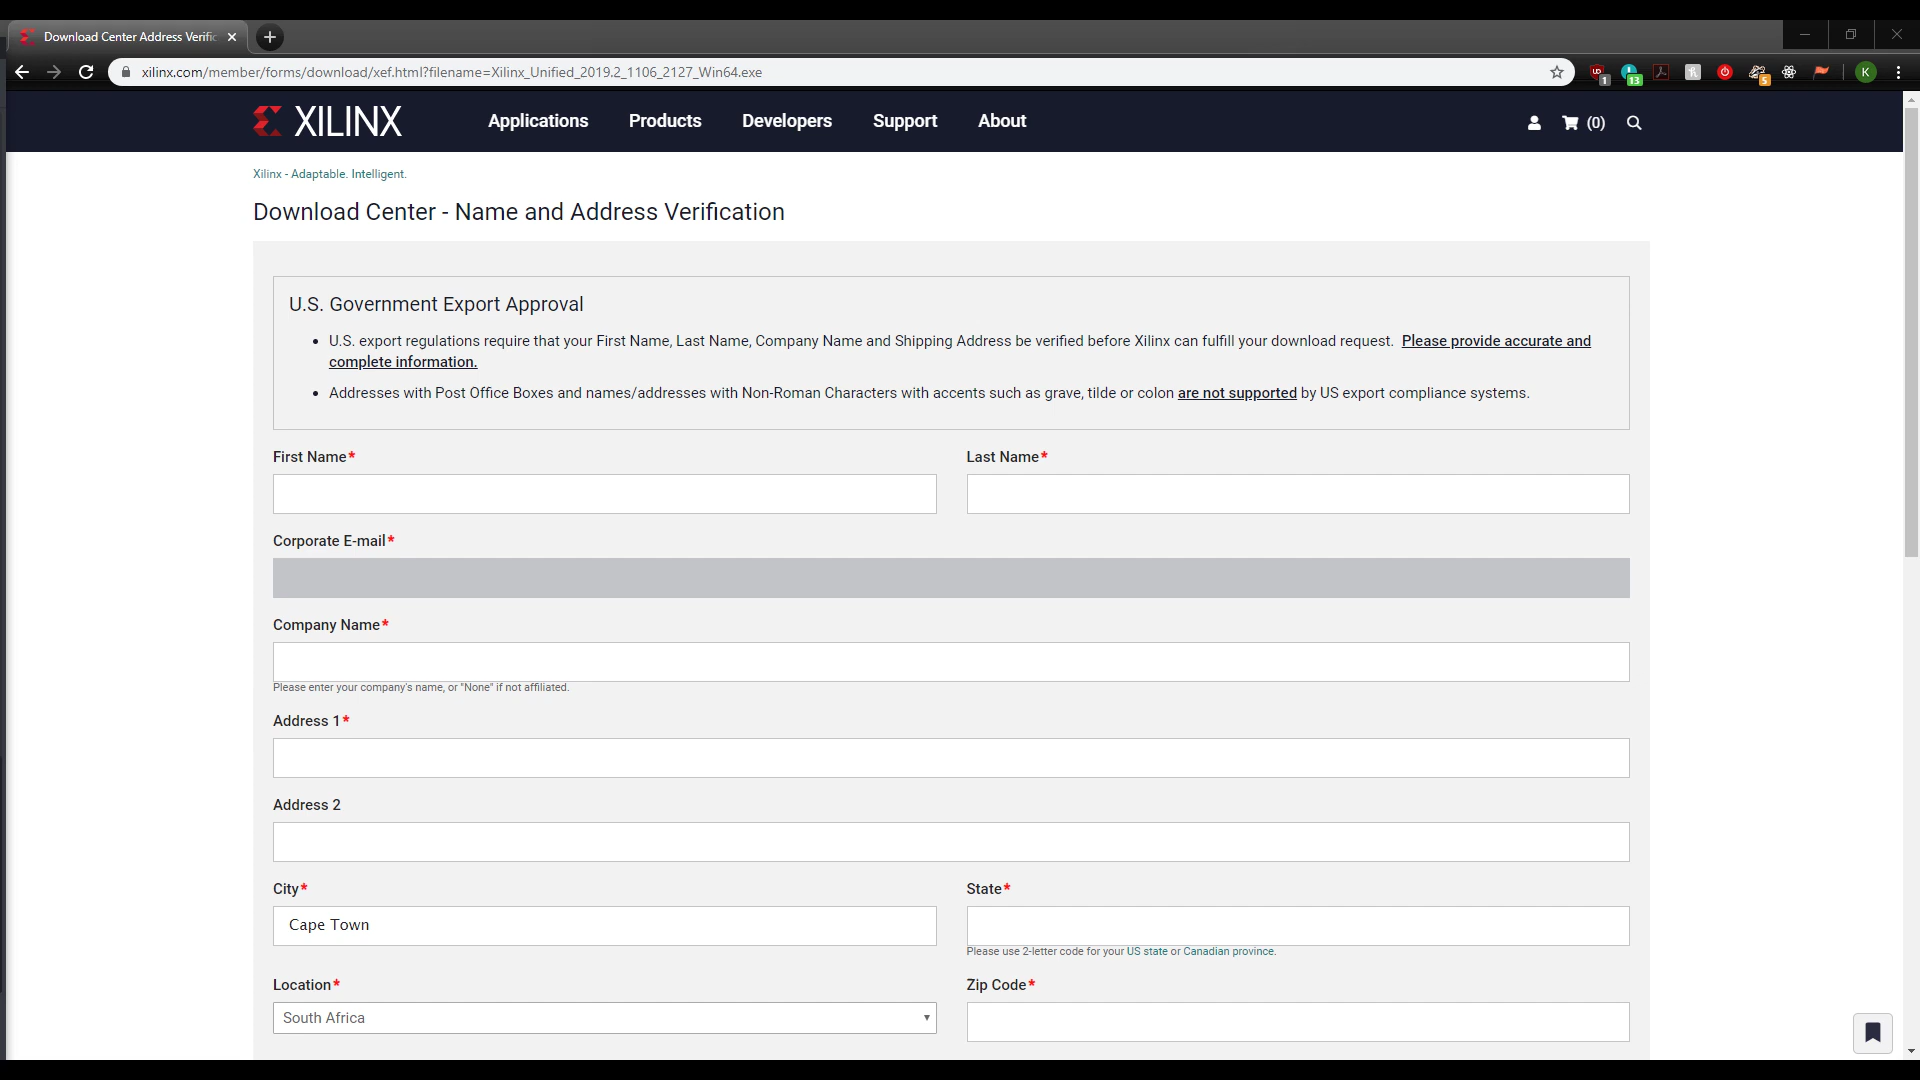 Download Center Address Verific
xilinx.com/member/forms/download/xef.html?filename=Xilinx_Unified_2019.2_1106_2127_Win64.exe
1
13
5
K
XILINX
Applications
Products
Developers
Support
About
(0)
Xilinx - Adaptable. Intelligent.
Download Center - Name and Address Verification
U.S. Government Export Approval
• U.S. export regulations require that your First Name, Last Name, Company Name and Shipping Address be verified before Xilinx can fulfill your download request. Please provide accurate and
complete information.
• Addresses with Post Office Boxes and names/addresses with Non-Roman Characters with accents such as grave, tilde or colon are not supported by US export compliance systems.
First Name*
Last Name*
Corporate E-mail*
Company Name*
Please enter your company's name, or "None" if not affiliated.
Address 1*
Address 2
City*
State*
Cape Town
Please use 2-letter code for your US state or Canadian province.
Location*
Zip Code*
South Africa